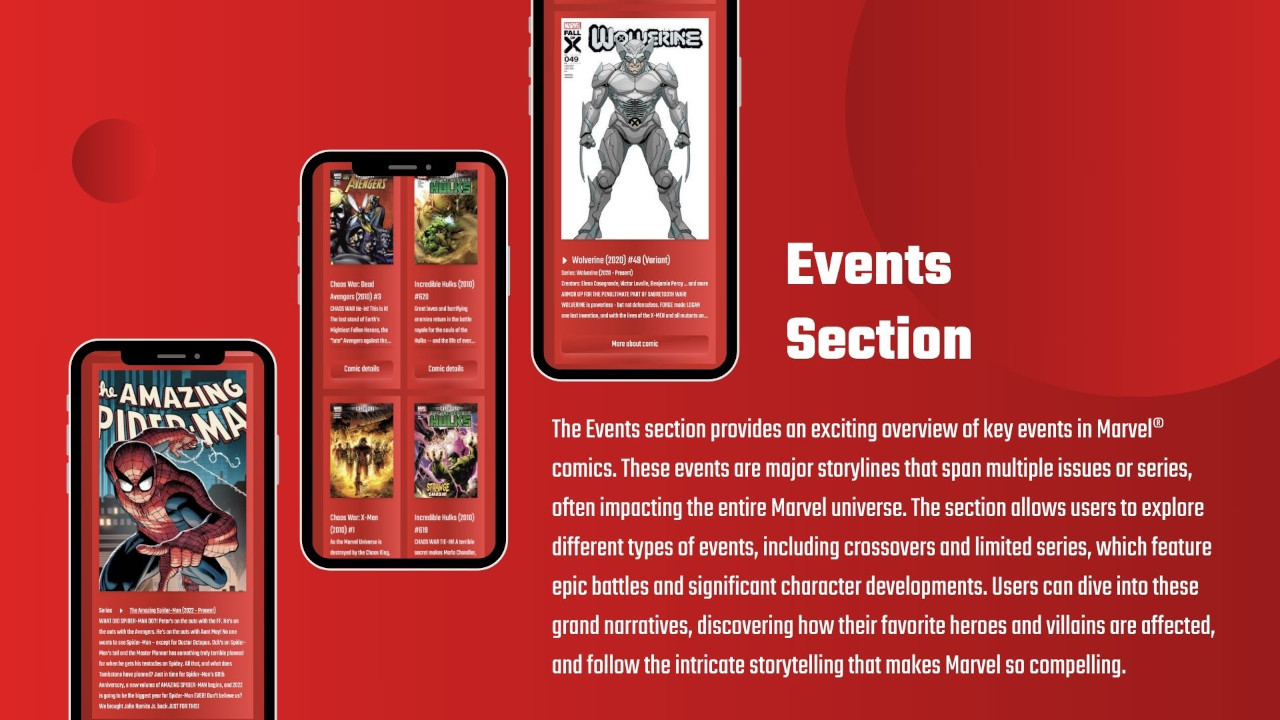 Events
Section
The Events section provides an exciting overview of key events in Marvel®
comics. These events are major storylines that span multiple issues or series,
often impacting the entire Marvel universe. The section allows users to explore
different types of events, including crossovers and limited series, which feature
epic battles and significant character developments. Users can dive into these
grand narratives, discovering how their favorite heroes and villains are affected,
and follow the intricate storytelling that makes Marvel so compelling.
MARVEL
FALL
OF
X
049
WOLVERINE
Wolverine (2020) #49 (Variant)
Series: Wolverine (2020 - Present)
Creators: Elena Casagrande, Victor Lavalle, Benjamin Percy ... and more
ARMOR UP FOR THE PENULTIMATE PART OF SABRETOOTH WAR!
WOLVERINE is powerless - but not defenseless. FORGE made LOGAN
one last invention, and with the lives of the X-MEN and all mutants on...
More about comic
AVENGERS
Chaos War: Dead
Avengers (2010) #3
CHAOS WAR tie-in! This is it!
The last stand of Earth's
Mightiest Fallen Heroes, the
"late" Avengers against the...
Comic details
HULKS
Incredible Hulks (2010)
#620
Great loves and horrifying
enemies return in the battle
royale for the souls of the
Hulks -- and the life of ever...
Comic details
Chaos War: X-Men
(2010) #1
As the Marvel Universe is
destroyed by the Chaos King,
HULKS
STRANGE
Incredible Hulks (2010)
#619
CHAOS WAR TIE-IN! A terrible
secret makes Marlo Chandler,
he AMAZING
PIDER-MA
Series
The Amazing Spider-Man (2022 - Present)
WHAT DID SPIDER-MAN DO?! Peter's on the outs with the FF. He's on
the outs with the Avengers. He's on the outs with Aunt May! No one
wants to see Spider-Man – except for Doctor Octopus. Ock's on Spider-
Man's tail and the Master Planner has something truly terrible planned
for when he gets his tentacles on Spidey. All that, and what does
Tombstone have planned? Just in time for Spider-Man's 60th
Anniversary, a new volume of AMAZING SPIDER-MAN begins, and 2022
is going to be the biggest year for Spider-Man EVER! Don't believe us?
We brought John Romita Jr. back JUST FOR THIS!